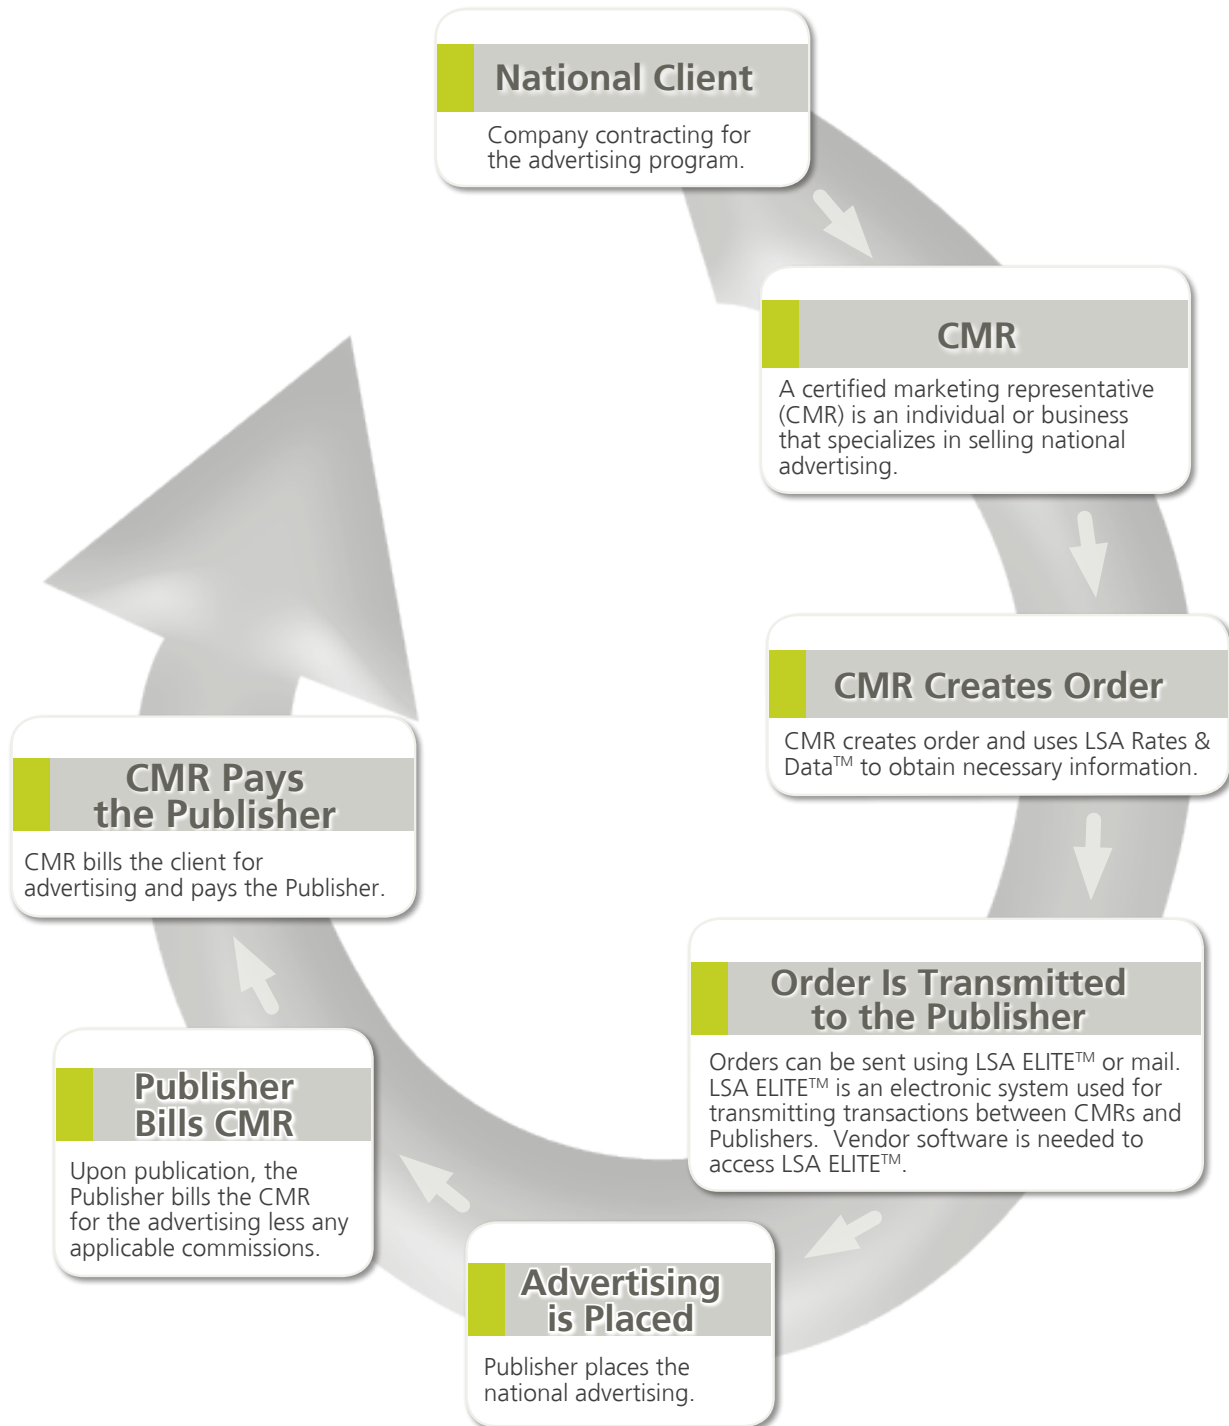 National Client
Company contracting for
the advertising program.
CMR
A certified marketing representative
(CMR) is an individual or business
that specializes in selling national
advertising.
CMR Creates Order
CMR creates order and uses LSA Rates &
Data™ to obtain necessary information.
Order Is Transmitted
to the Publisher
Orders can be sent using LSA ELITE™ or mail.
LSA ELITE™ is an electronic system used for
transmitting transactions between CMRs and
Publishers.  Vendor software is needed to
access LSA ELITE™.
Advertising
is Placed
Publisher places the
national advertising.
Publisher
Bills CMR
Upon publication, the
Publisher bills the CMR
for the advertising less any
applicable commissions.
CMR Pays
the Publisher
CMR bills the client for
advertising and pays the Publisher.